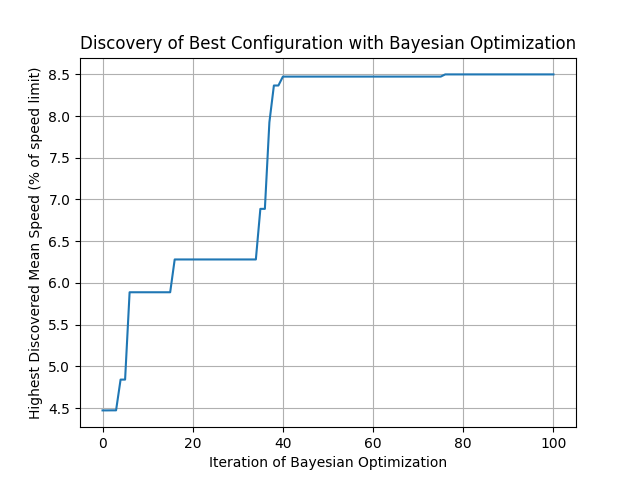 Discovery of Best Configuration with Bayesian Optimization
Highest Discovered Mean Speed (% of speed limit)
8.5
8.0
7.5
7.0
6.5
6.0
5.5
5.0
4.5
0 20 40 60 80 100
Iteration of Bayesian Optimization